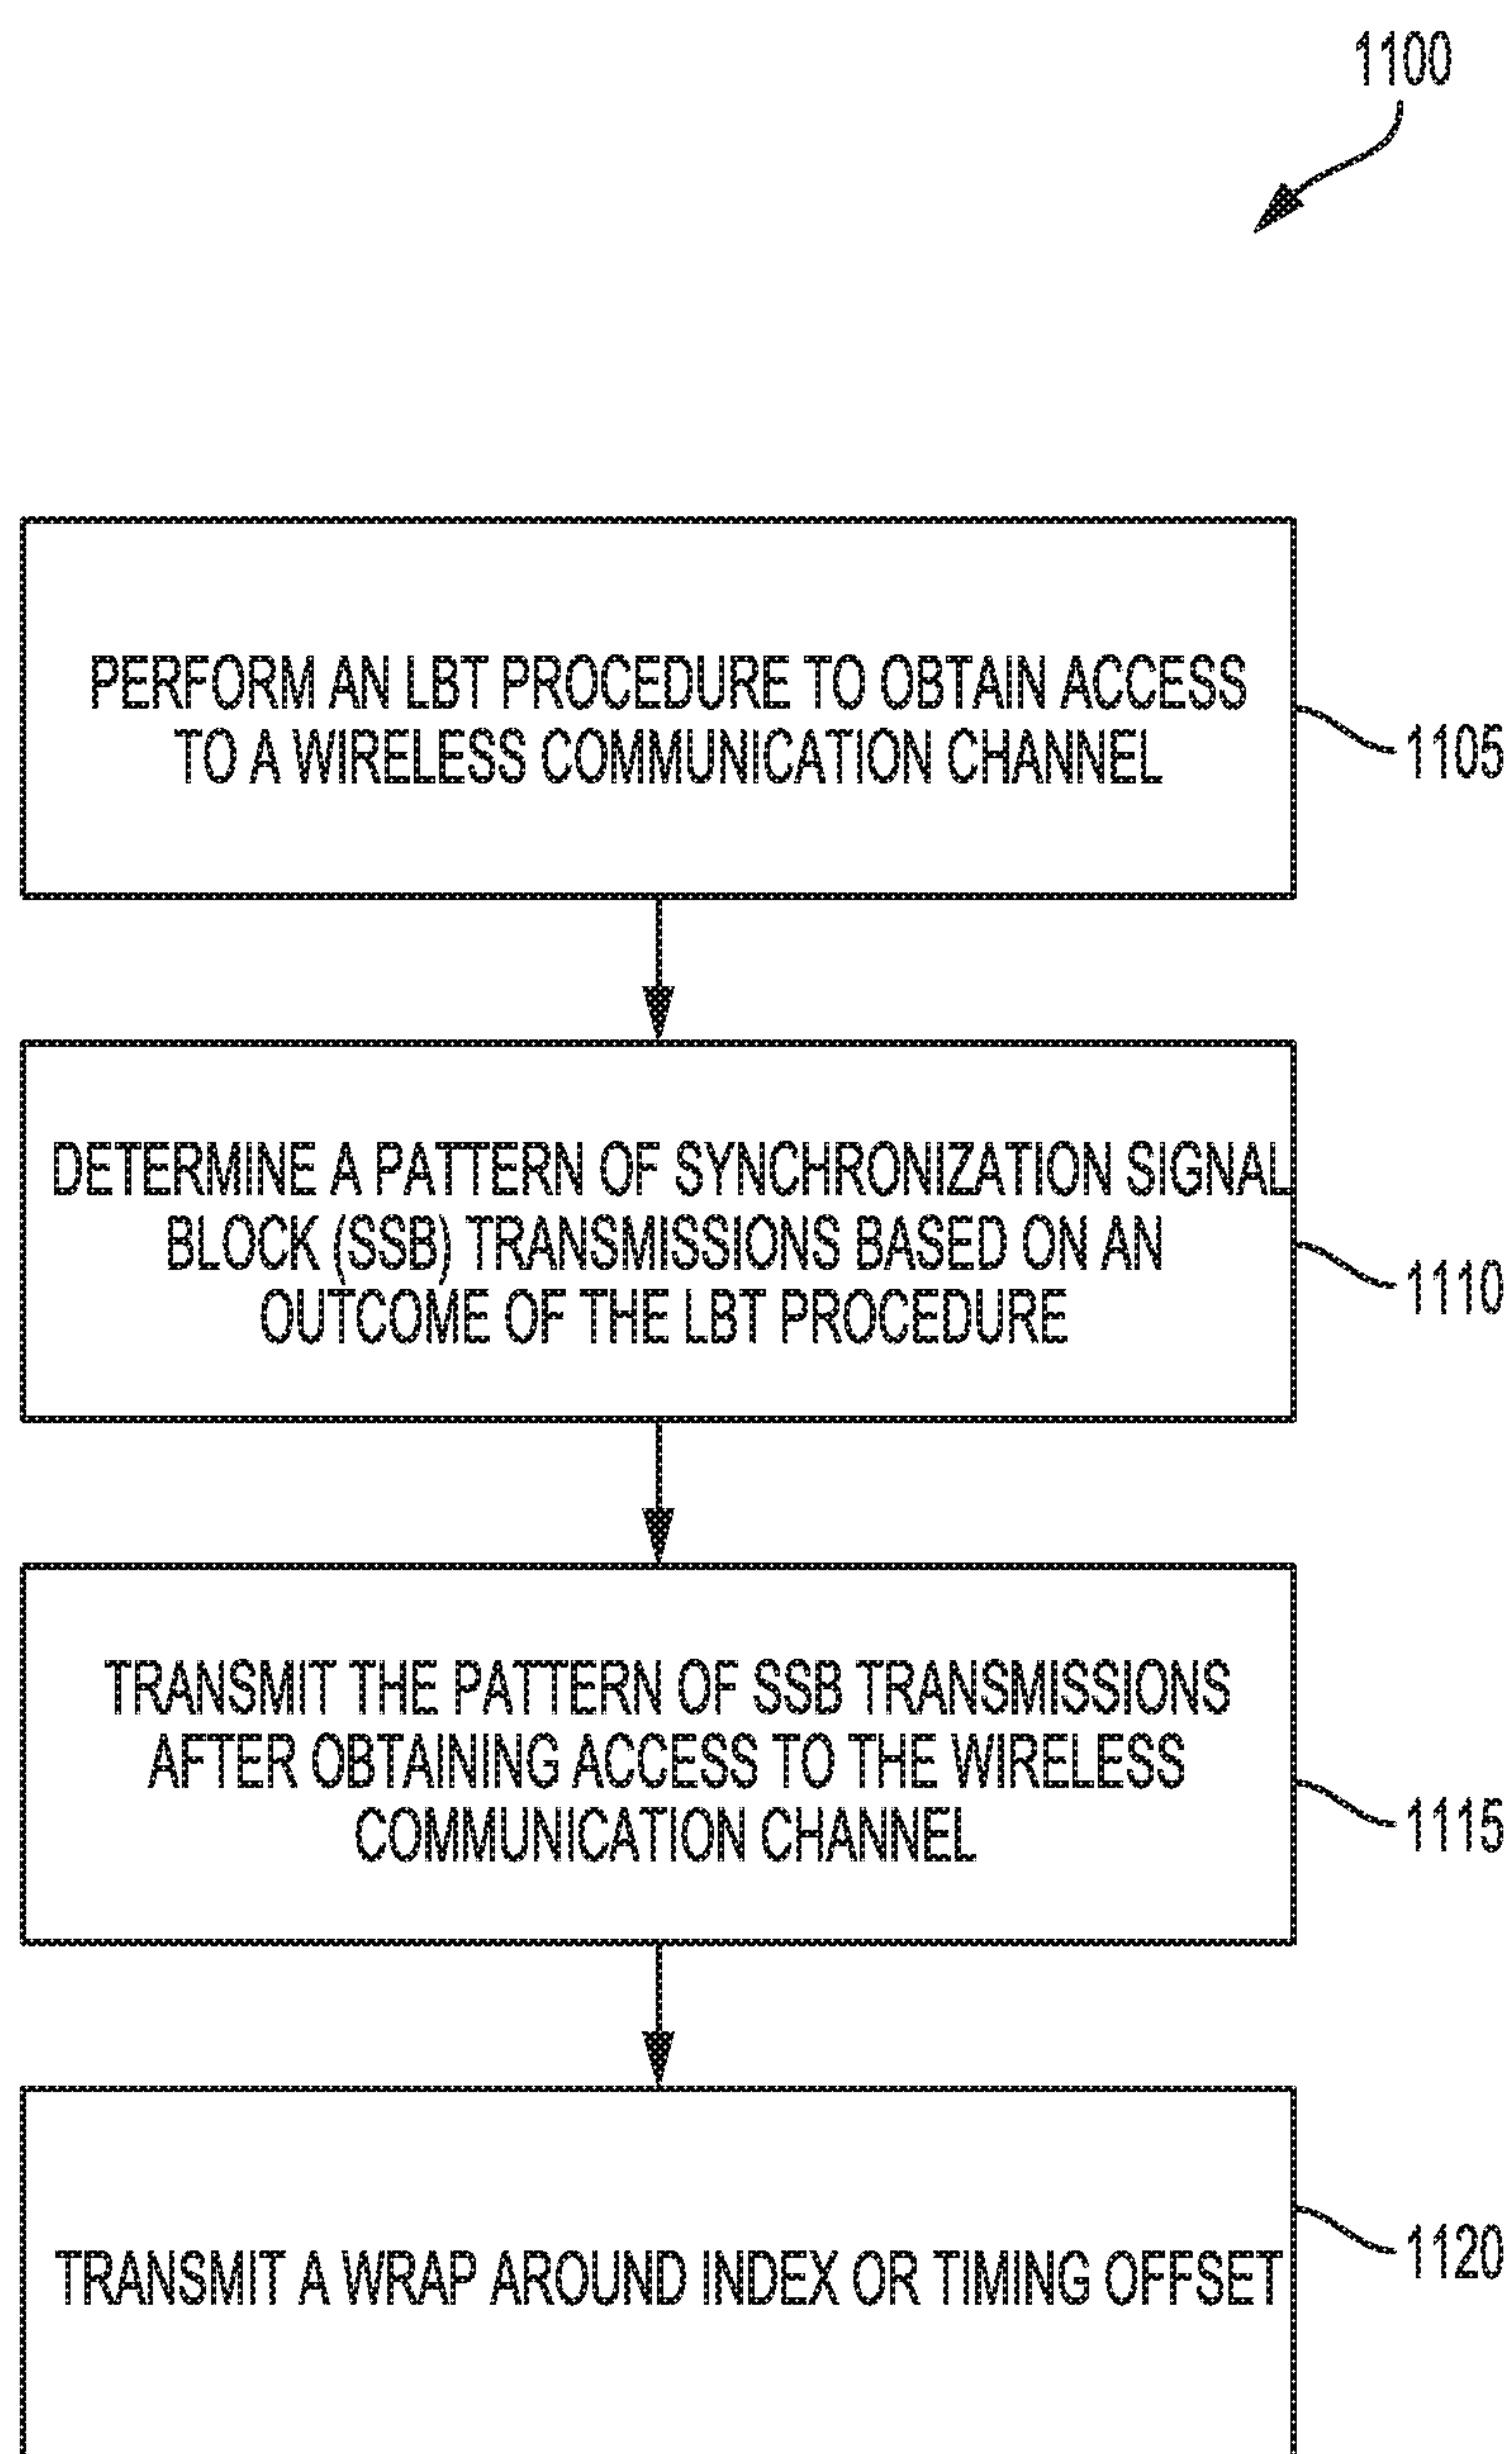 1100
PERFORM AN LBT PROCEDURE TO OBTAIN ACCESS
TO A WIRELESS COMMUNICATION CHANNEL
1105
DETERMINE A PATTERN OF SYNCHRONIZATION SIGNAL
BLOCK (SSB) TRANSMISSIONS BASED ON AN
OUTCOME OF THE LBT PROCEDURE
1110
TRANSMIT THE PATTERN OF SSB TRANSMISSIONS
AFTER OBTAINING ACCESS TO THE WIRELESS
COMMUNICATION CHANNEL
1115
TRANSMIT A WRAP AROUND INDEX OR TIMING OFFSET
1120